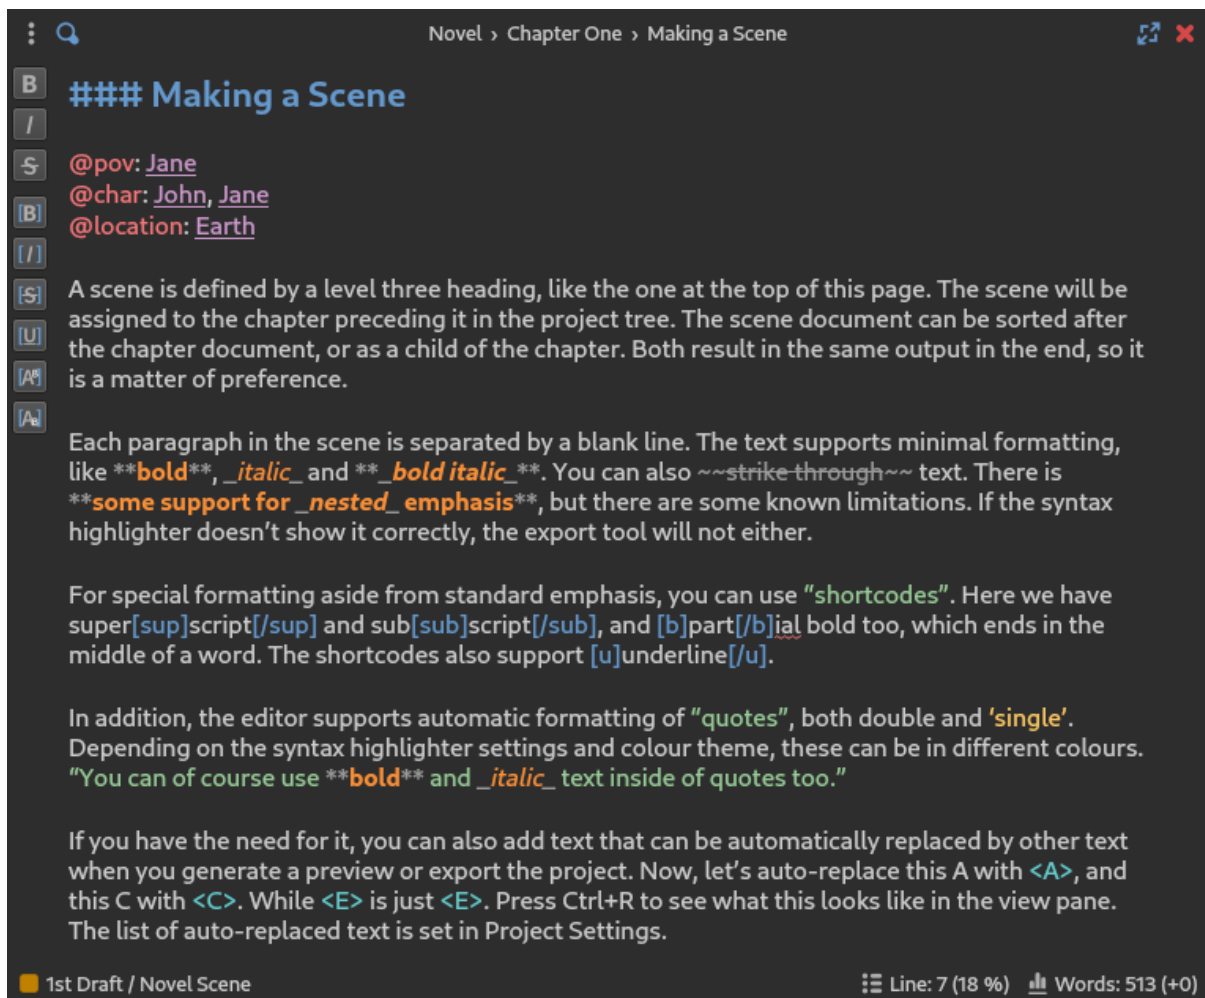 Novel › Chapter One › Making a Scene
B
I
S
[B]
[I]
[S]
[U]
[AB]
[AB]
### Making a Scene
@pov: Jane
@char: John, Jane
@location: Earth
A scene is defined by a level three heading, like the one at the top of this page. The scene will be
assigned to the chapter preceding it in the project tree. The scene document can be sorted after
the chapter document, or as a child of the chapter. Both result in the same output in the end, so it
is a matter of preference.
Each paragraph in the scene is separated by a blank line. The text supports minimal formatting,
like **bold**, _italic_ and **_bold italic_**. You can also ~~strike through~~ text. There is
**some support for _nested_ emphasis**, but there are some known limitations. If the syntax
highlighter doesn’t show it correctly, the export tool will not either.
For special formatting aside from standard emphasis, you can use “shortcodes”. Here we have
super[sup]script[/sup] and sub[sub]script[/sub], and [b]part[/b]ial bold too, which ends in the
middle of a word. The shortcodes also support [u]underline[/u].
In addition, the editor supports automatic formatting of “quotes”, both double and ‘single’.
Depending on the syntax highlighter settings and colour theme, these can be in different colours.
“You can of course use **bold** and _italic_ text inside of quotes too.”
If you have the need for it, you can also add text that can be automatically replaced by other text
when you generate a preview or export the project. Now, let’s auto-replace this A with <A>, and
this C with <C>. While <E> is just <E>. Press Ctrl+R to see what this looks like in the view pane.
The list of auto-replaced text is set in Project Settings.
1st Draft / Novel Scene
Line: 7 (18 %)
Words: 513 (+0)